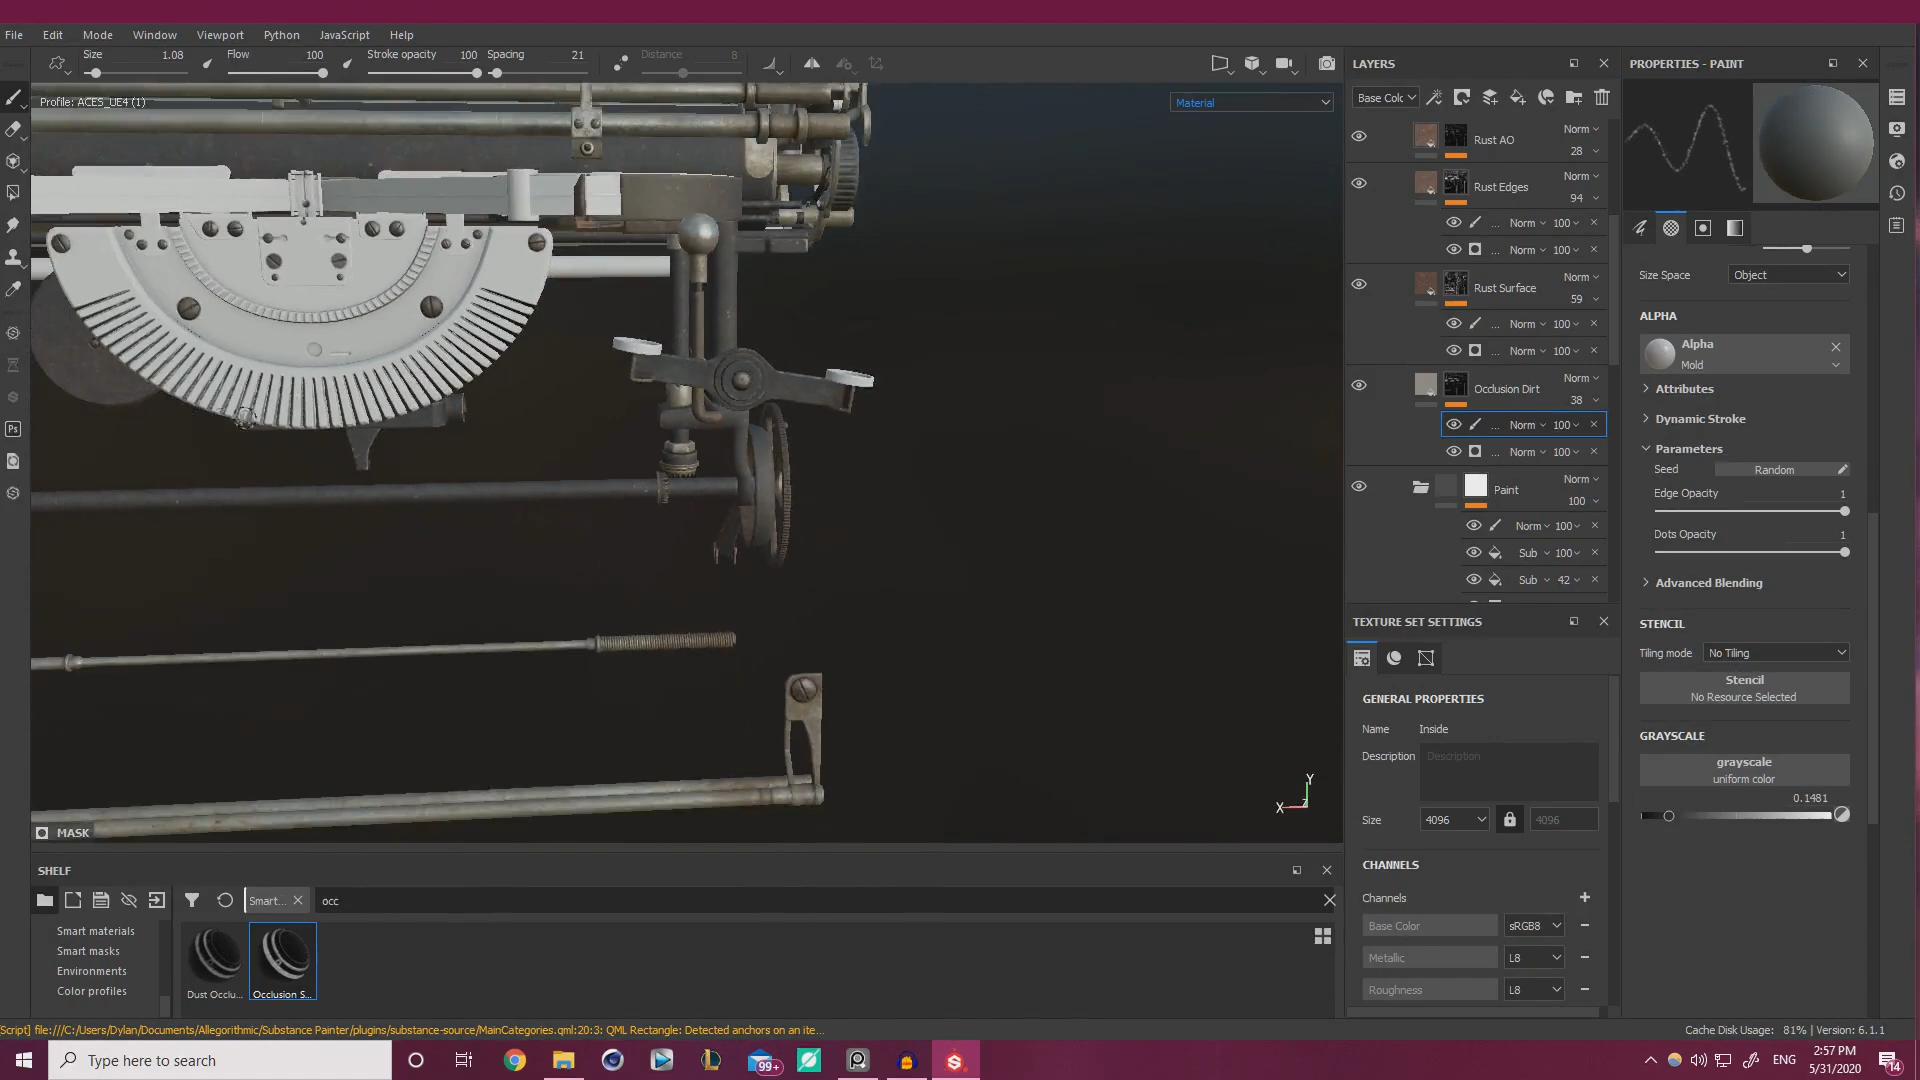 File Edit Mode Window Viewport Python JavaScript Help
Size 1.08 Flow 100 Stroke opacity 100 Spacing 21 Distance 8
Profile: ACES_UE4 (1)
Material
Y
X Z
MASK
LAYERS
Base Colc
Rust AO Norm
28
Rust Edges Norm
94
... Norm 100
... Norm 100
Rust Surface Norm
59
... Norm 100
... Norm 100
Occlusion Dirt Norm
38
... Norm 100
... Norm 100
Paint Norm
100
Norm 100
Sub 100
Sub 42
TEXTURE SET SETTINGS
GENERAL PROPERTIES
Name Inside
Description Description
Size 4096 4096
CHANNELS
Channels
Base Color sRGB8
Metallic L8
Roughness L8
PROPERTIES - PAINT
Size Space Object
ALPHA
Alpha
Mold
Attributes
Dynamic Stroke
Parameters
Seed Random
Edge Opacity 1
Dots Opacity 1
Advanced Blending
STENCIL
Tiling mode No Tiling
Stencil
No Resource Selected
GRAYSCALE
grayscale
uniform color
0.1481
Ps
SHELF
Smart... occ
Smart materials
Smart masks
Environments
Color profiles
Dust Occlu... Occlusion S...
Script] file:///C:/Users/Dylan/Documents/Allegorithmic/Substance Painter/plugins/substance-source/MainCategories.qml:20:3: QML Rectangle: Detected anchors on an ite...
Cache Disk Usage: 81% | Version: 6.1.1
Type here to search
99+
ENG
2:57 PM
5/31/2020
14